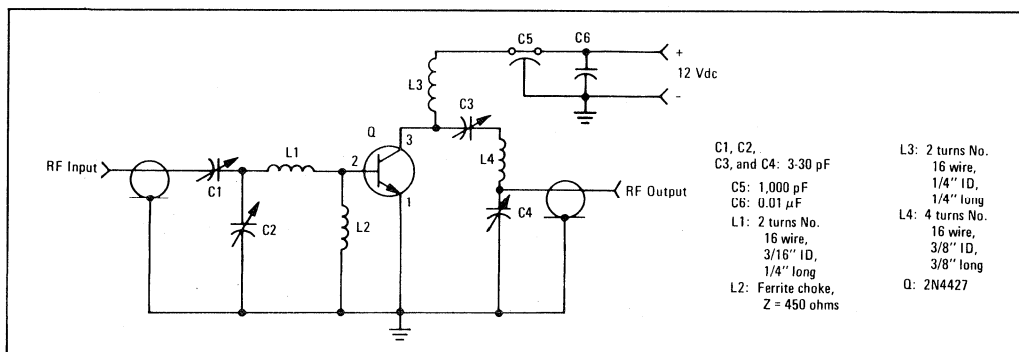 C5
C6
+
12 Vdc
-
L3
C3
Q
3
L1
2
L4
RF Input
C1
RF Output
1
C2
L2
C4
C1, C2,
C3, and C4: 3-30 pF
C5: 1,000 pF
C6: 0.01 μF
L1: 2 turns No.
16 wire,
3/16" ID,
1/4" long
L2: Ferrite choke,
Z = 450 ohms
L3: 2 turns No.
16 wire,
1/4" ID,
1/4" long
L4: 4 turns No.
16 wire,
3/8" ID,
3/8" long
Q: 2N4427